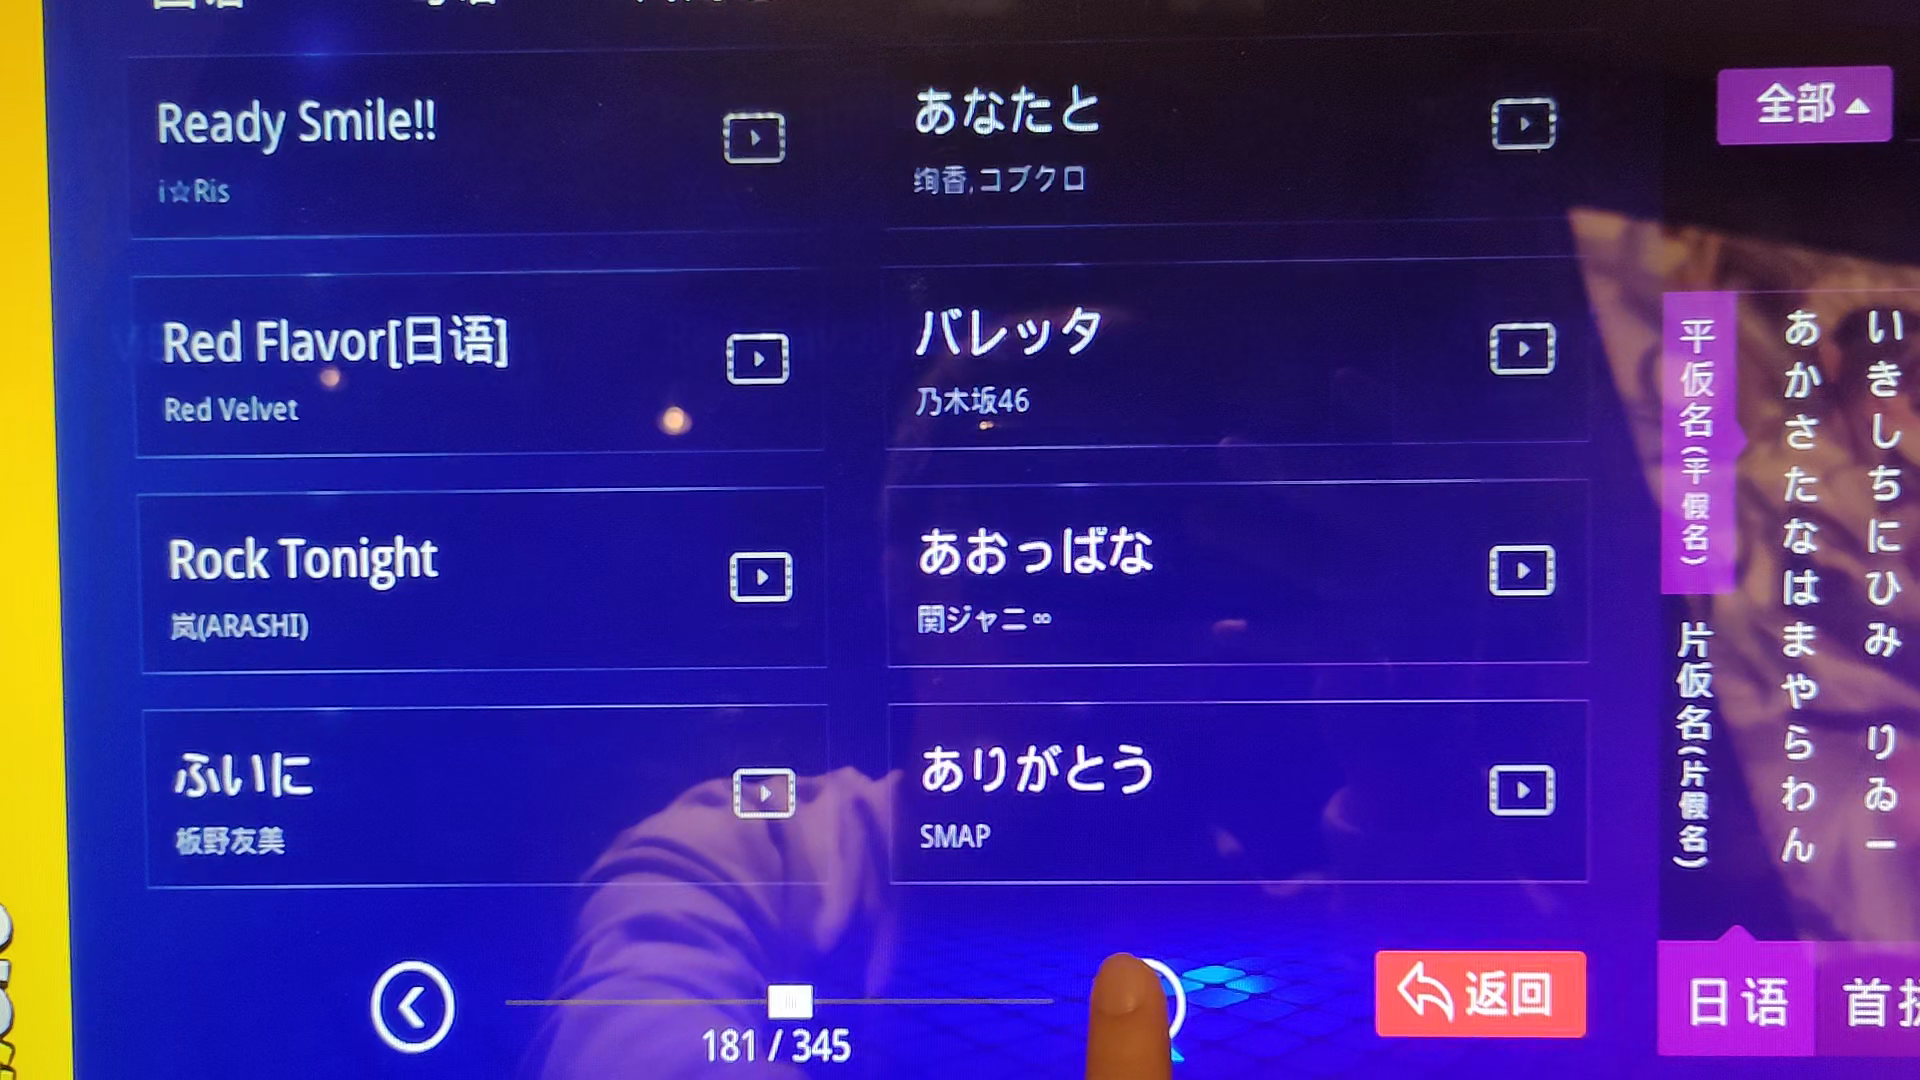 Ready Smile!!
i☆Ris
あなたと
绚香,コブクロ
全部▲
Red Flavor[日语]
Red Velvet
バレッタ
乃木坂46
Rock Tonight
岚(ARASHI)
あおっぱな
関ジャニ∞
ふいに
板野友美
ありがとう
SMAP
平仮名(平假名)
片仮名(片假名)
あかさたなはまやらわん
いきしちにひみ りゐー
181 / 345
返回
日语
首